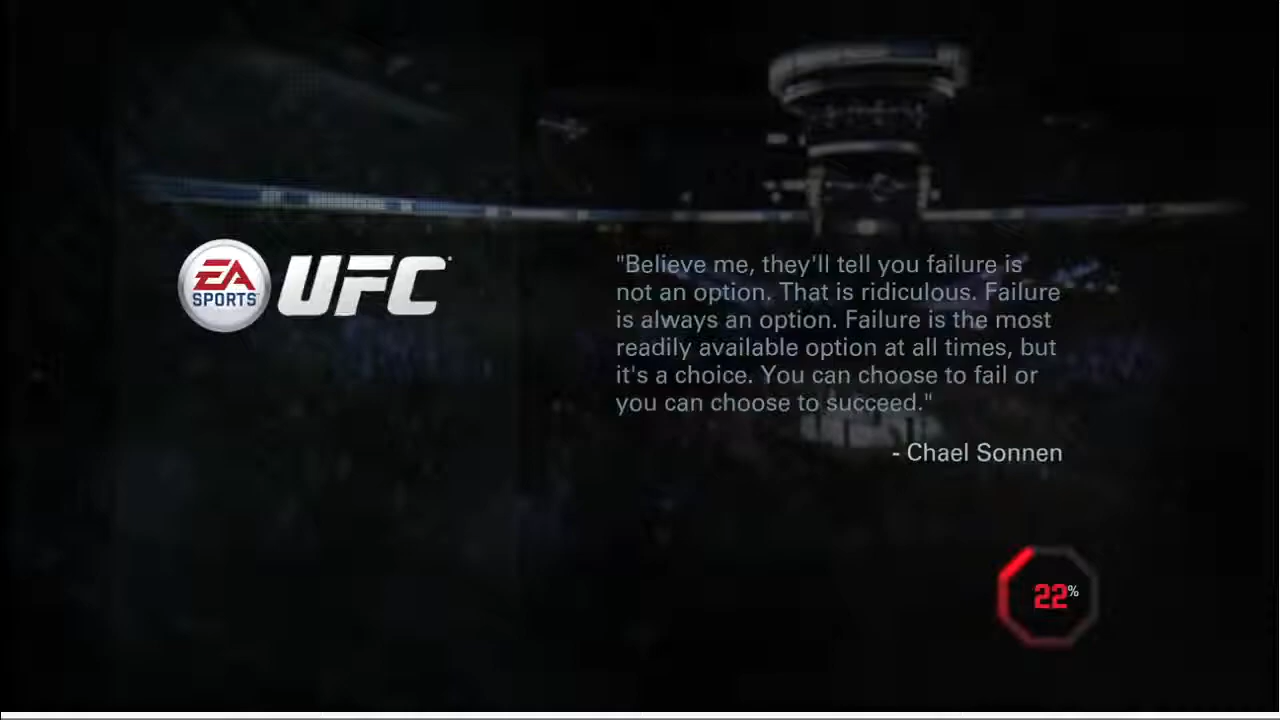 EA
SPORTS™
UFC®
"Believe me, they'll tell you failure is
not an option. That is ridiculous. Failure
is always an option. Failure is the most
readily available option at all times, but
it's a choice. You can choose to fail or
you can choose to succeed."
- Chael Sonnen
22%